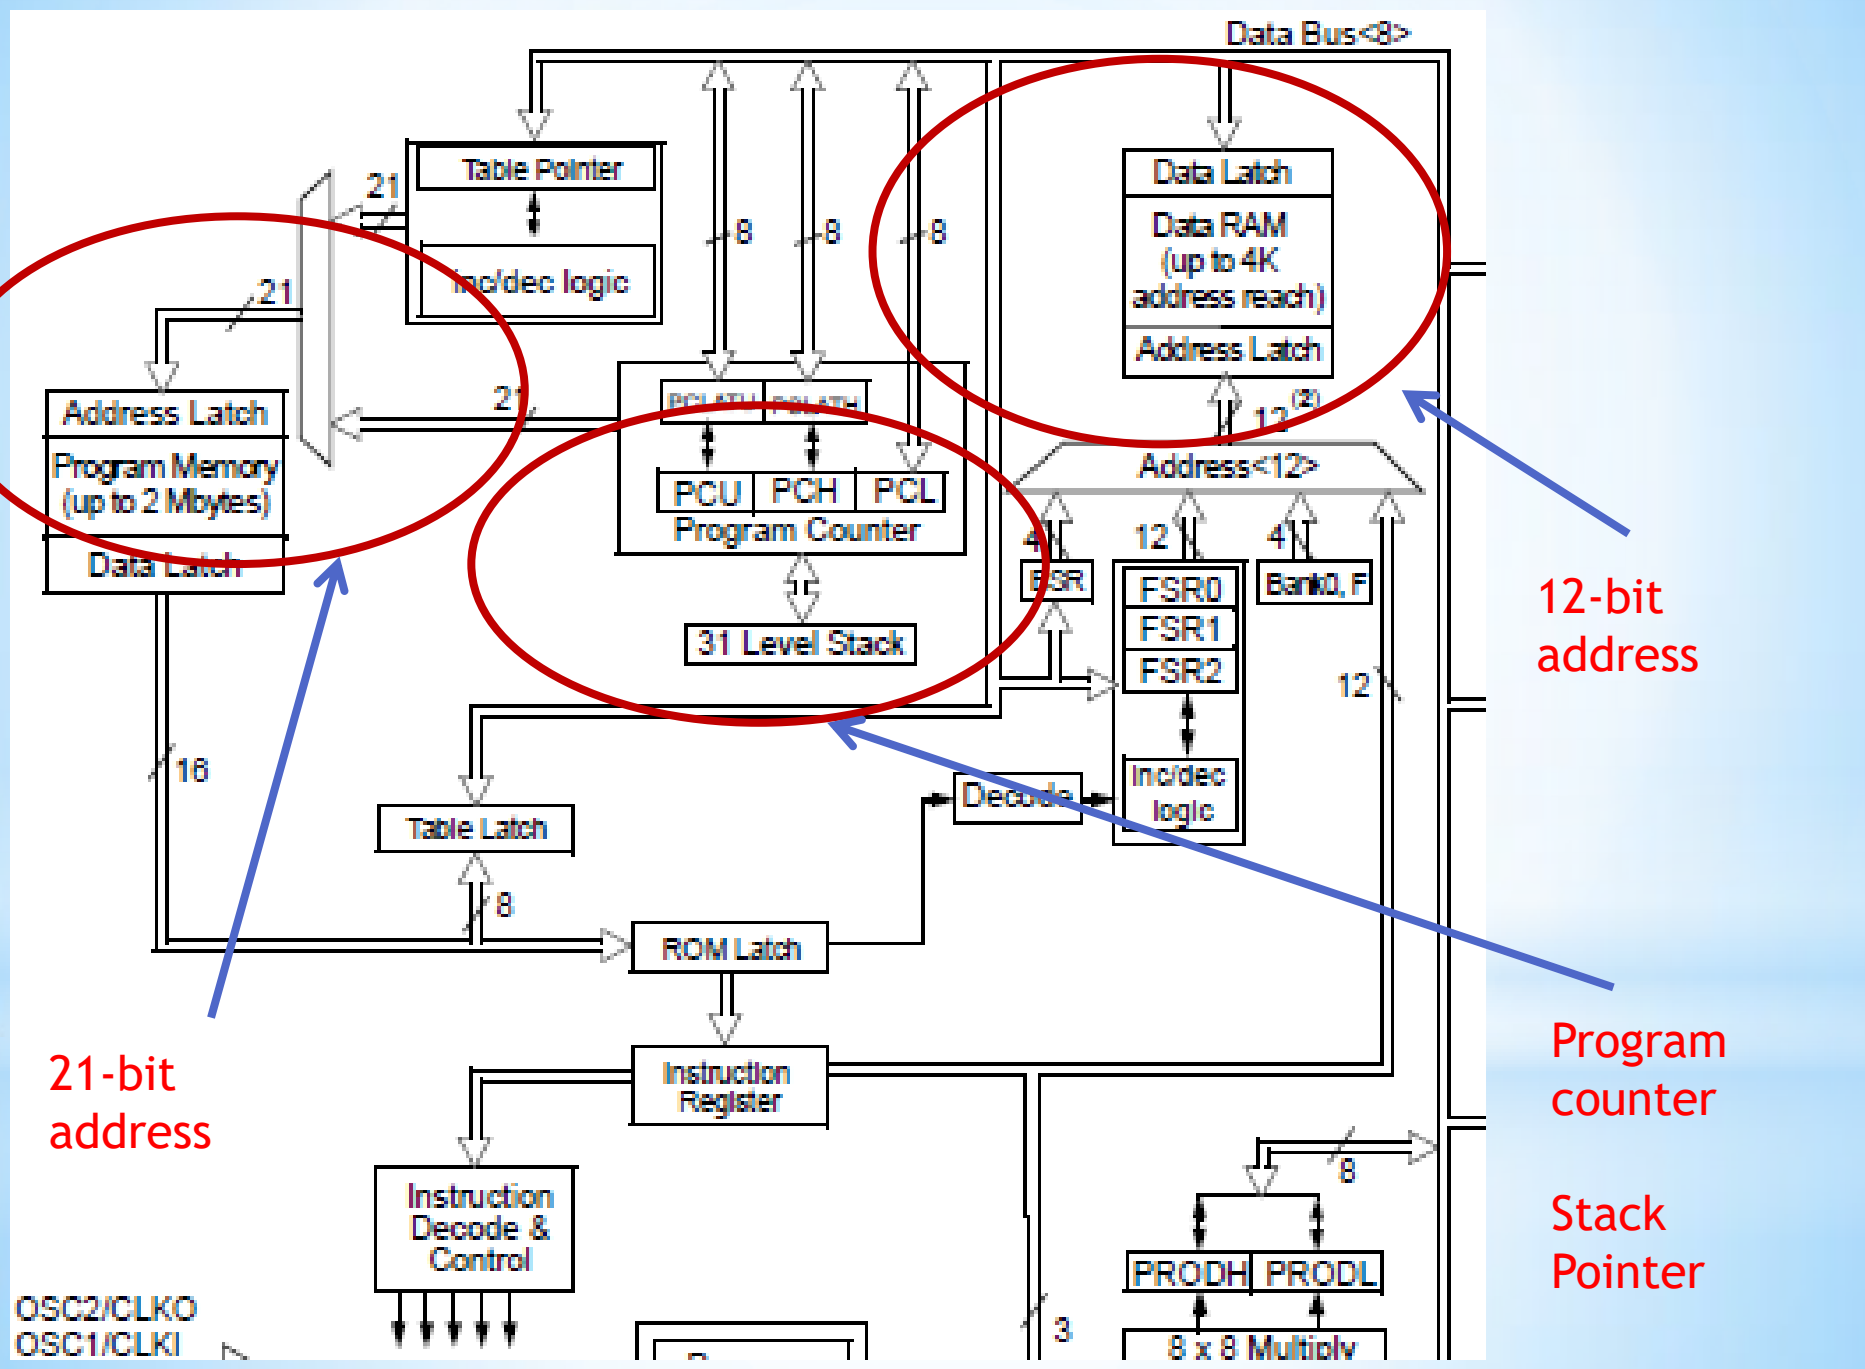 Data Bus<8>
Table Pointer
21
inc/dec logic
8
8
8
Data Latch
Data RAM
(up to 4K
address reach)
Address Latch
21
21
Address Latch
Program Memory
(up to 2 Mbytes)
Data Latch
PCLATH
PCU
PCH
PCL
Program Counter
31 Level Stack
(2)
Address<12>
4
12
4
BSR
FSR0
FSR1
FSR2
Bank0, F
12
inc/dec
logic
12-bit
address
16
Table Latch
8
Decode
ROM Latch
Instruction
Register
Instruction
Decode &
Control
21-bit
address
Program
counter
Stack
Pointer
8
PRODH
PRODL
8 x 8 Multiply
3
OSC2/CLKO
OSC1/CLKI